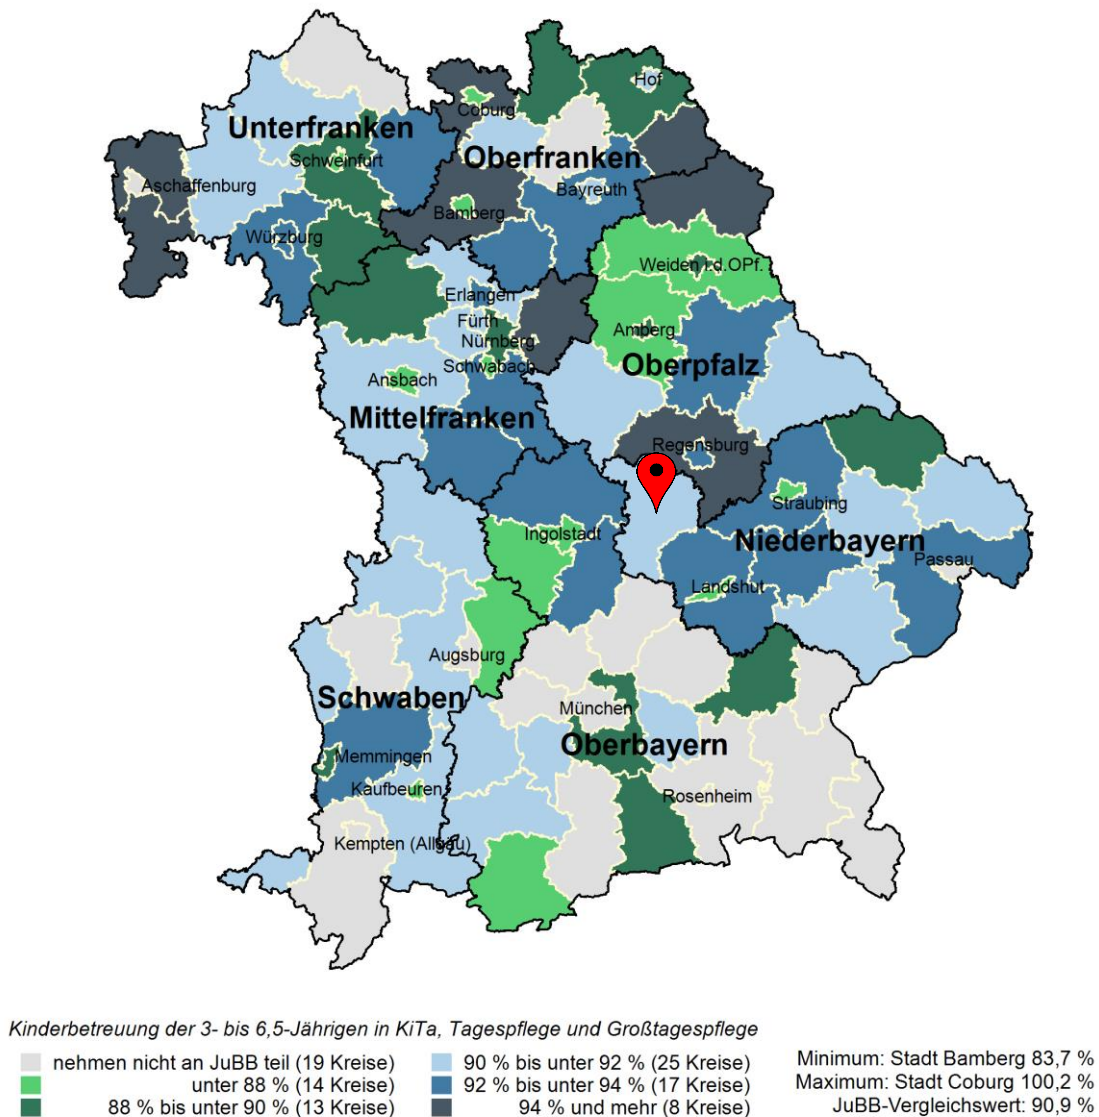 Hof
Coburg
Unterfranken
Oberfranken
Schweinfurt
Aschaffenburg
Bayreuth
Bamberg
Würzburg
Weiden i.d.OPf.
Erlangen
Fürth
Amberg
Nürnberg
Schwabach
Oberpfalz
Ansbach
Mittelfranken
Regensburg
Straubing
Ingolstadt
Niederbayern
Passau
Landshut
Augsburg
Schwaben
München
Oberbayern
Memmingen
Kaufbeuren
Rosenheim
Kempten (Allgäu)
Kinderbetreuung der 3- bis 6,5-Jährigen in KiTa, Tagespflege und Großtagespflege
nehmen nicht an JuBB teil (19 Kreise)
unter 88 % (14 Kreise)
88 % bis unter 90 % (13 Kreise)
90 % bis unter 92 % (25 Kreise)
92 % bis unter 94 % (17 Kreise)
94 % und mehr (8 Kreise)
Minimum: Stadt Bamberg 83,7 %
Maximum: Stadt Coburg 100,2 %
JuBB-Vergleichswert: 90,9 %